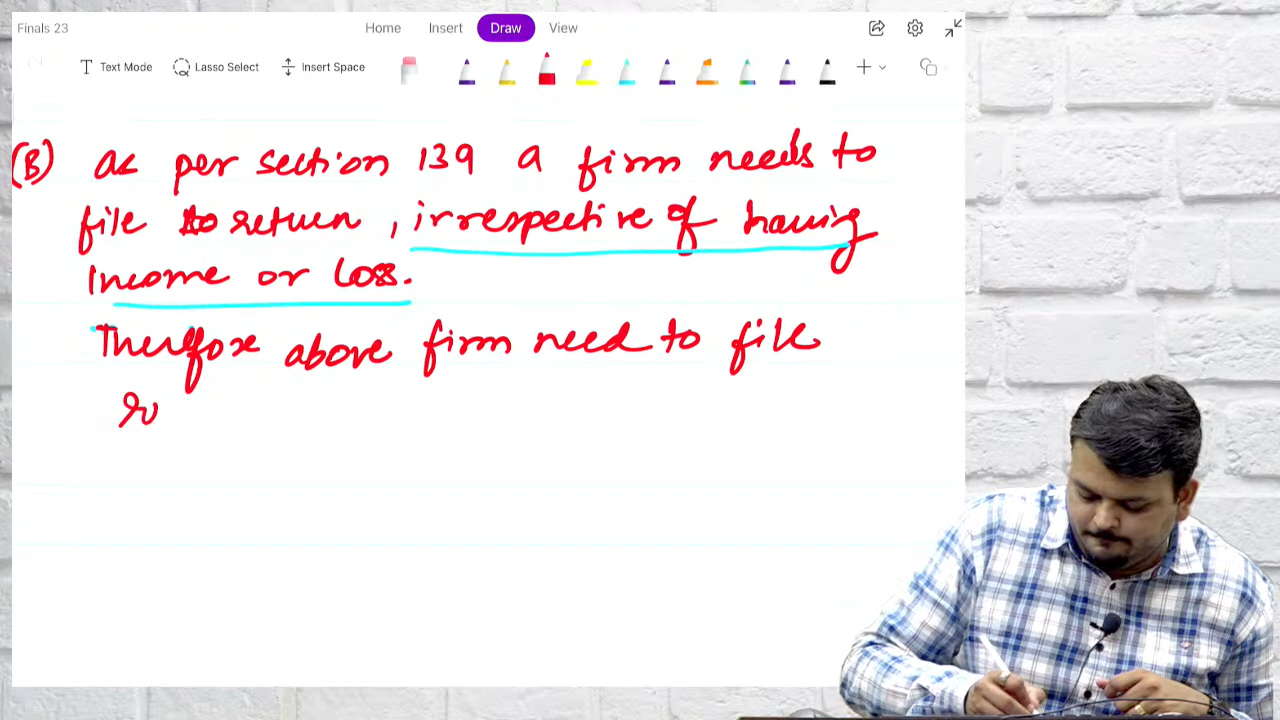 Finals 23
Home Insert Draw View
Text Mode Lasso Select Insert Space
(B) as per section 139 a firm needs to
file to return, irrespective of having
Income or Loss.
Therefore above firm need to file